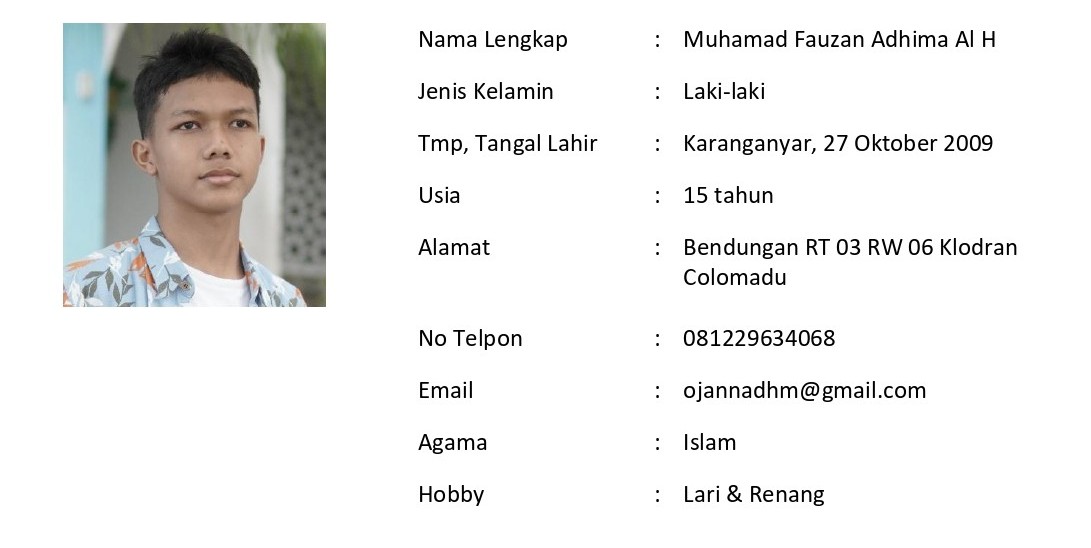 Nama Lengkap : Muhamad Fauzan Adhima Al H
Jenis Kelamin : Laki-laki
Tmp, Tangal Lahir : Karanganyar, 27 Oktober 2009
Usia : 15 tahun
Alamat : Bendungan RT 03 RW 06 Klodran
Colomadu
No Telpon : 081229634068
Email : ojannadhm@gmail.com
Agama : Islam
Hobby : Lari & Renang